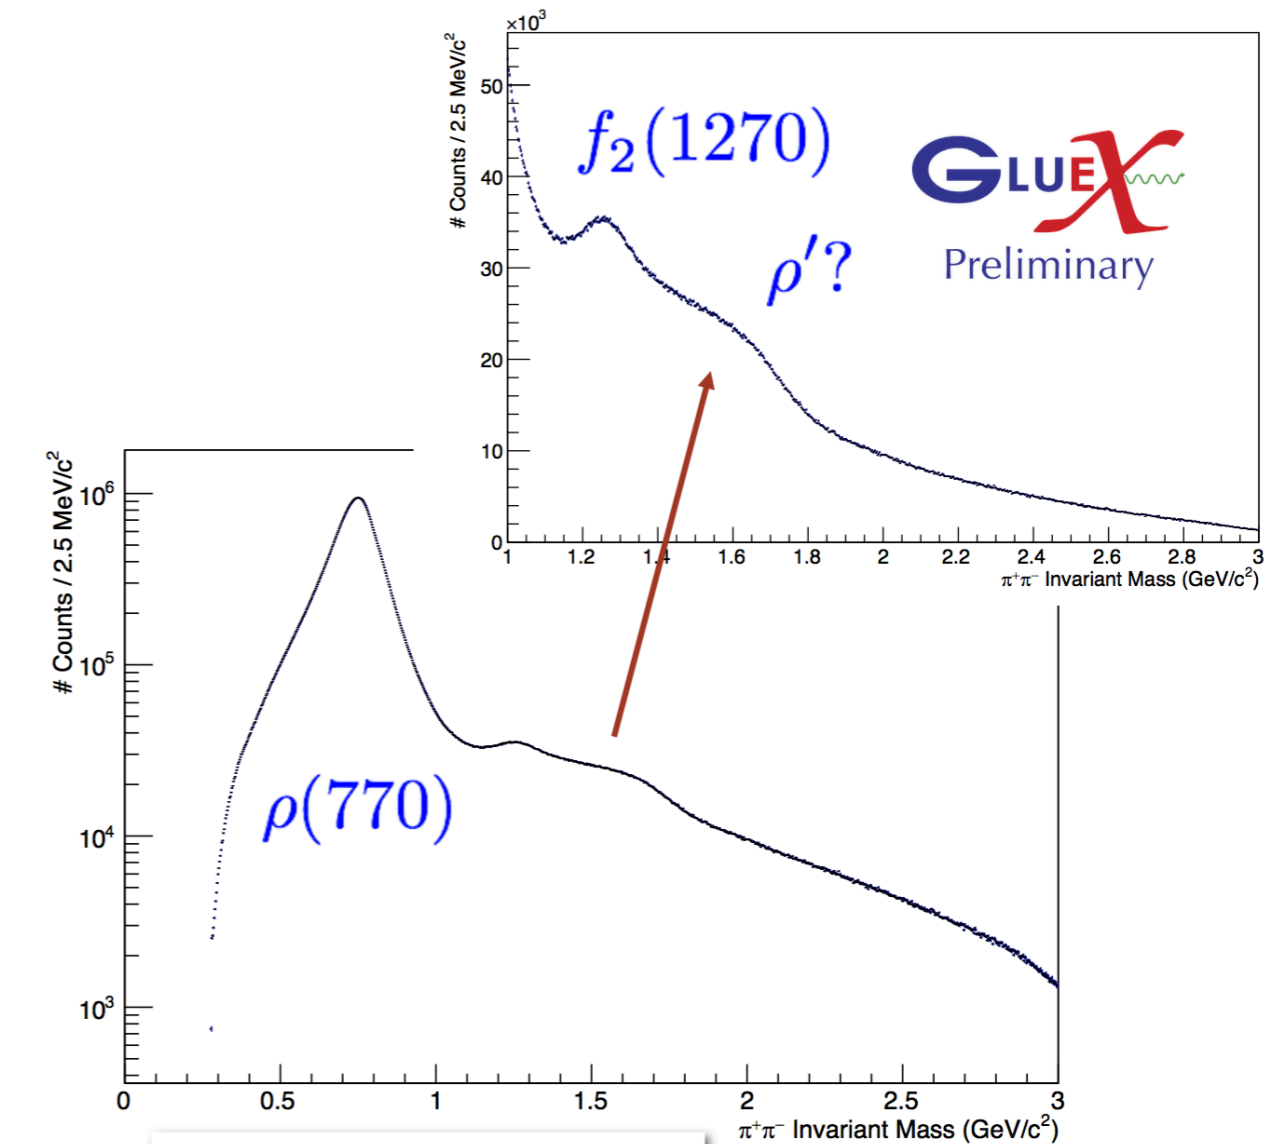 ×10³
# Counts / 2.5 MeV/c²
50
40
30
20
10
0
f₂(1270)
ρ′?
GLUEX
Preliminary
1 1.2 1.4 1.6 1.8 2 2.2 2.4 2.6 2.8 3
π⁺π⁻ Invariant Mass (GeV/c²)
# Counts / 2.5 MeV/c²
10⁶
10⁵
10⁴
10³
ρ(770)
0 0.5 1 1.5 2 2.5 3
π⁺π⁻ Invariant Mass (GeV/c²)